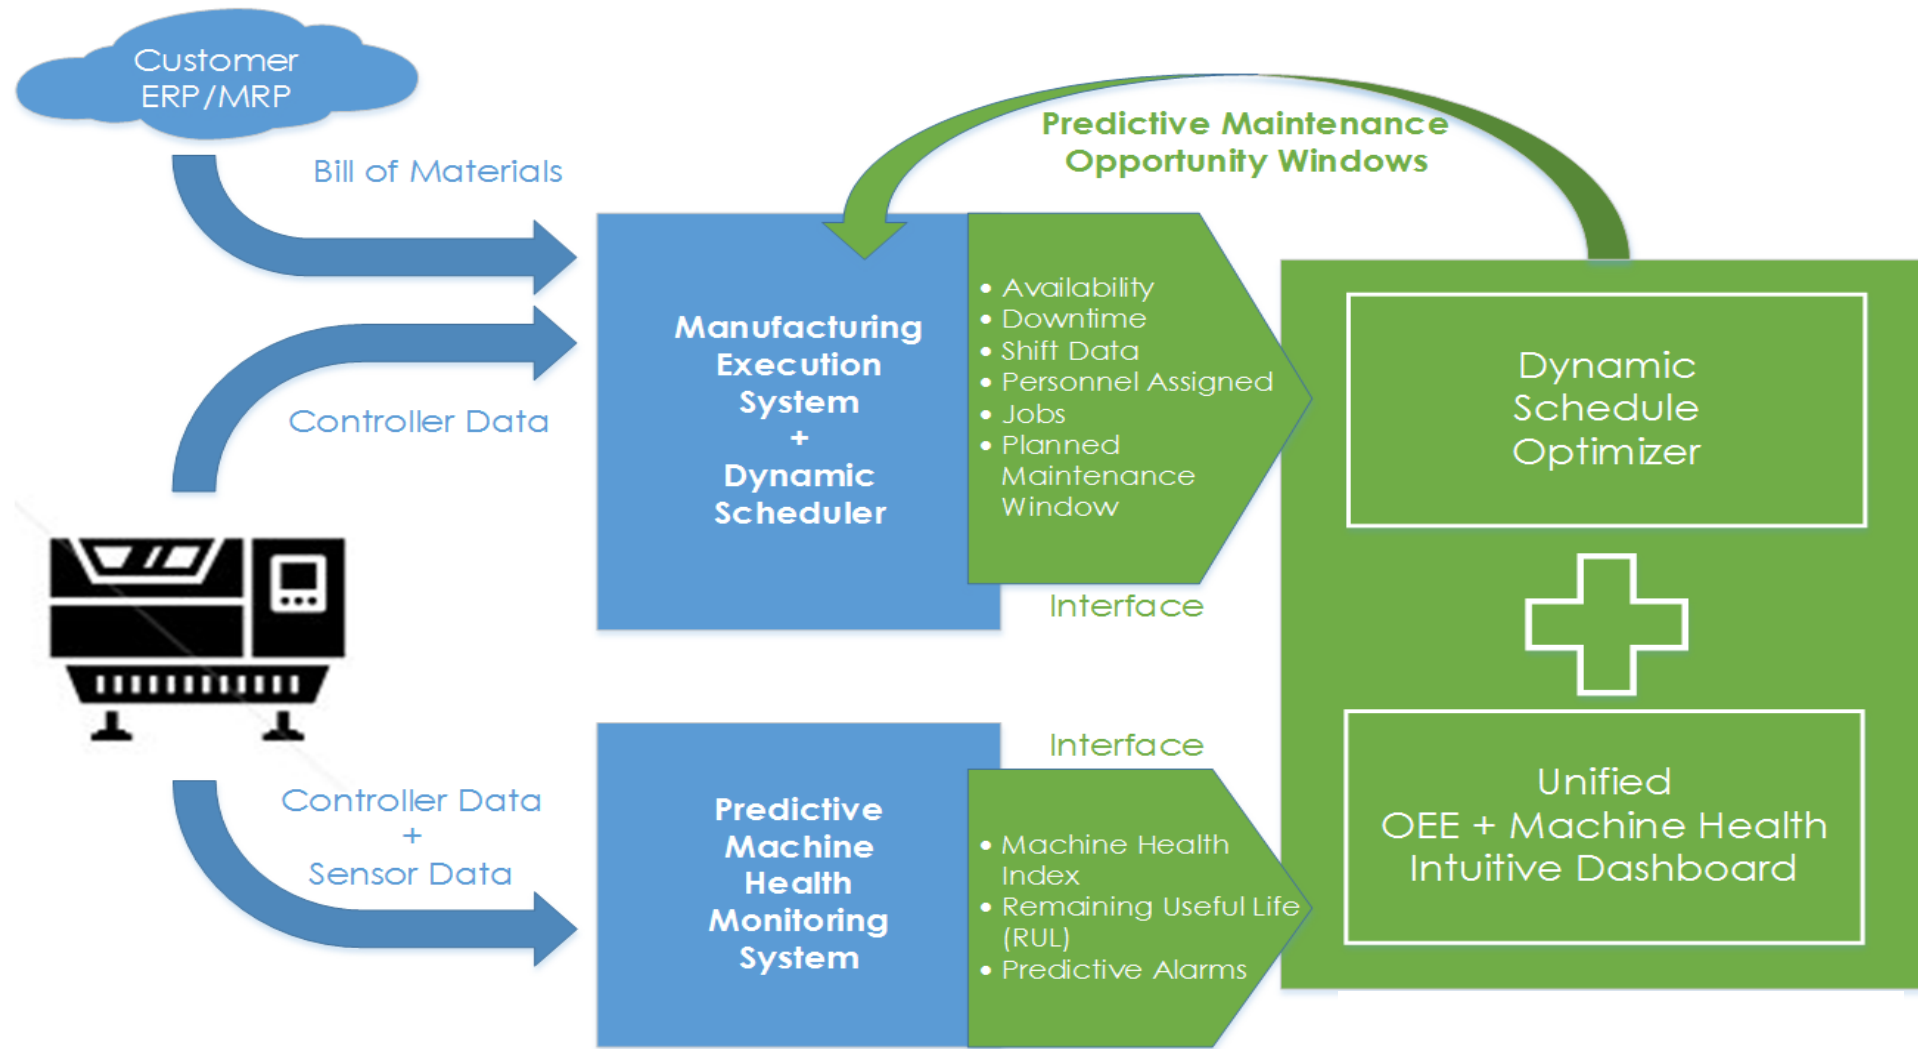 Customer
ERP/MRP
Bill of Materials
Controller Data
Controller Data
+
Sensor Data
Manufacturing
Execution
System
+
Dynamic
Scheduler
• Availability
• Downtime
• Shift Data
• Personnel Assigned
• Jobs
• Planned
Maintenance
Window
Interface
Predictive Maintenance
Opportunity Windows
Predictive
Machine
Health
Monitoring
System
Interface
• Machine Health
Index
• Remaining Useful Life
(RUL)
• Predictive Alarms
Dynamic
Schedule
Optimizer
Unified
OEE + Machine Health
Intuitive Dashboard